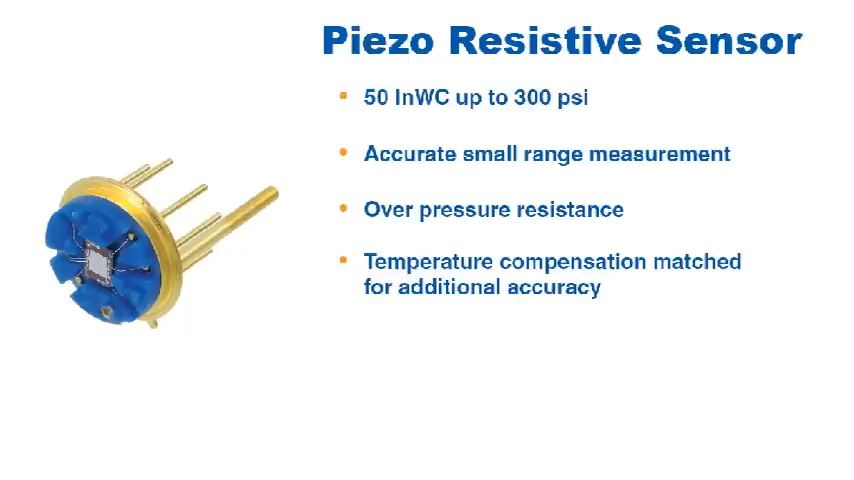 Piezo Resistive Sensor
• 50 InWC up to 300 psi
• Accurate small range measurement
• Over pressure resistance
• Temperature compensation matched
for additional accuracy